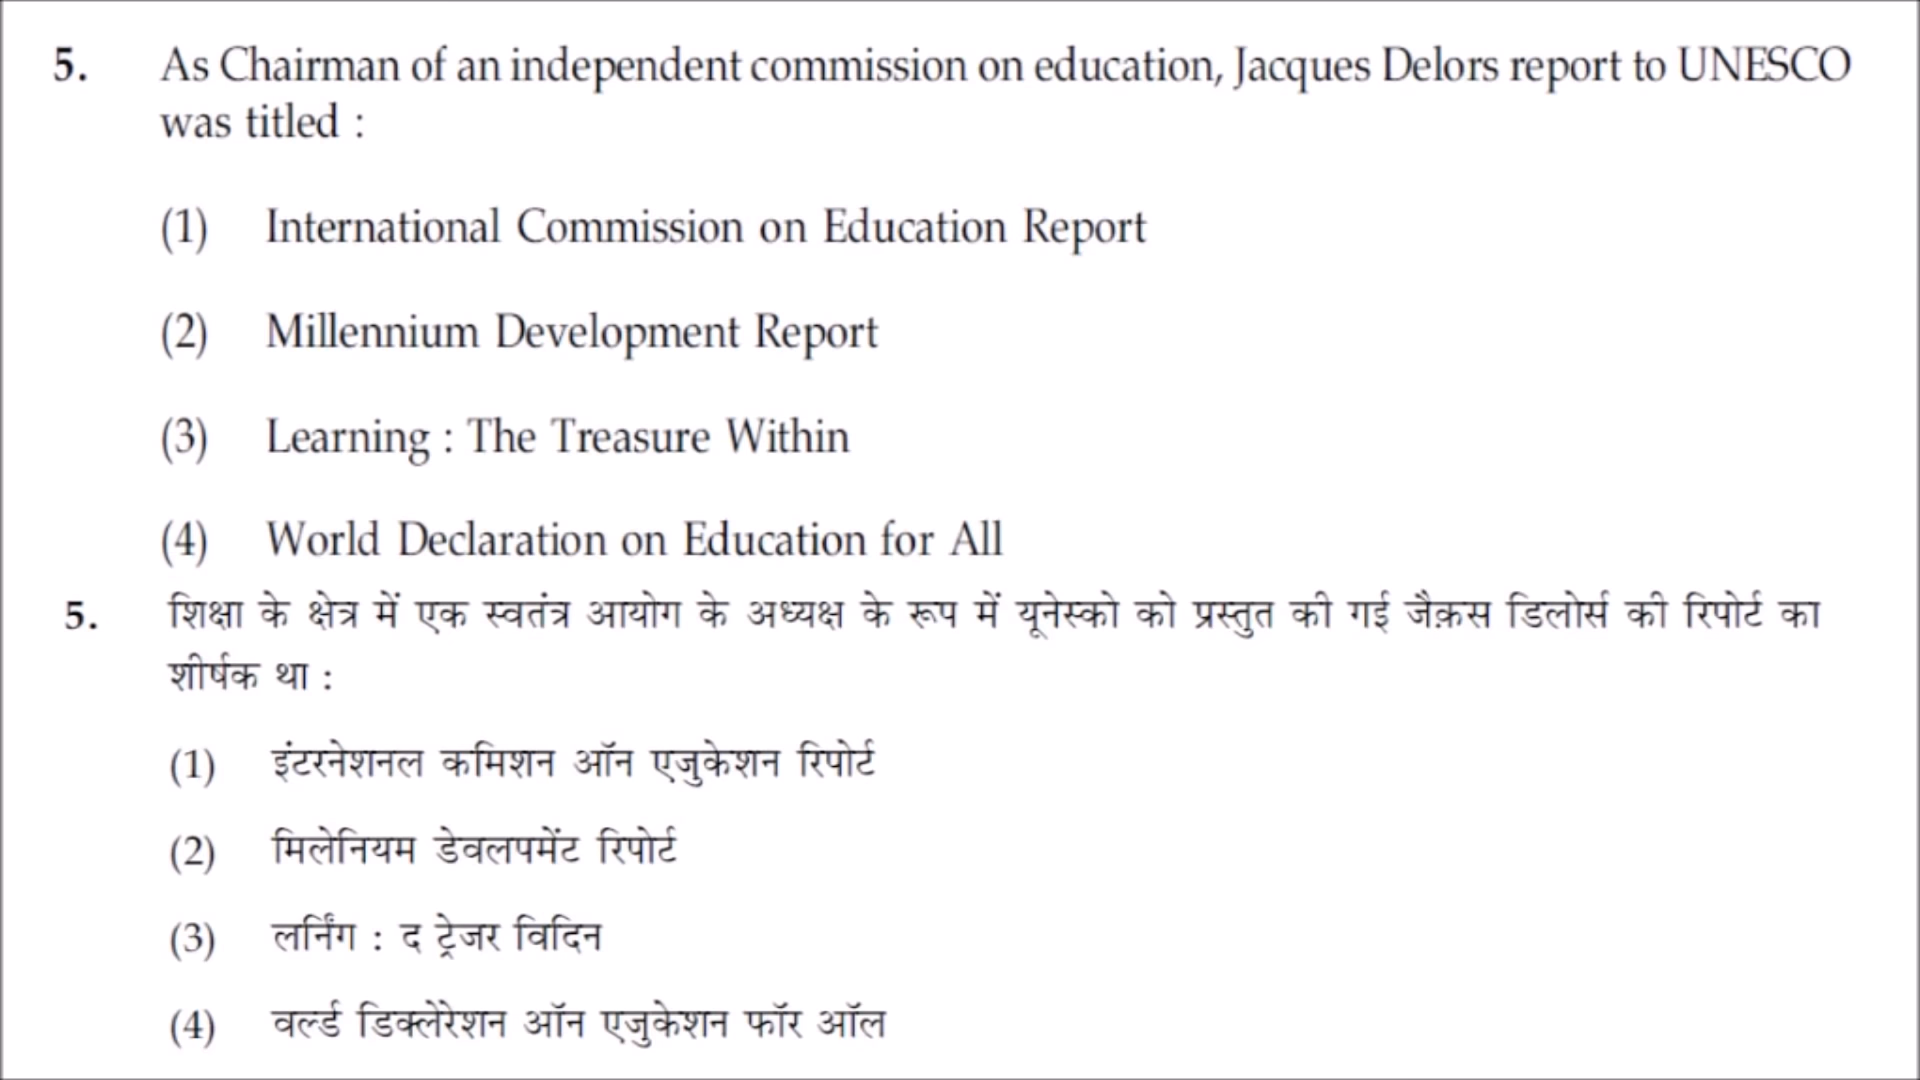 5. As Chairman of an independent commission on education, Jacques Delors report to UNESCO
was titled :
(1) International Commission on Education Report
(2) Millennium Development Report
(3) Learning : The Treasure Within
(4) World Declaration on Education for All
5. शिक्षा के क्षेत्र में एक स्वतंत्र आयोग के अध्यक्ष के रूप में यूनेस्को को प्रस्तुत की गई जैक़स डिलोर्स की रिपोर्ट का
शीर्षक था :
(1) इंटरनेशनल कमिशन ऑन एजुकेशन रिपोर्ट
(2) मिलेनियम डेवलपमेंट रिपोर्ट
(3) लर्निंग : द ट्रेजर विदिन
(4) वर्ल्ड डिक्लेरेशन ऑन एजुकेशन फॉर ऑल